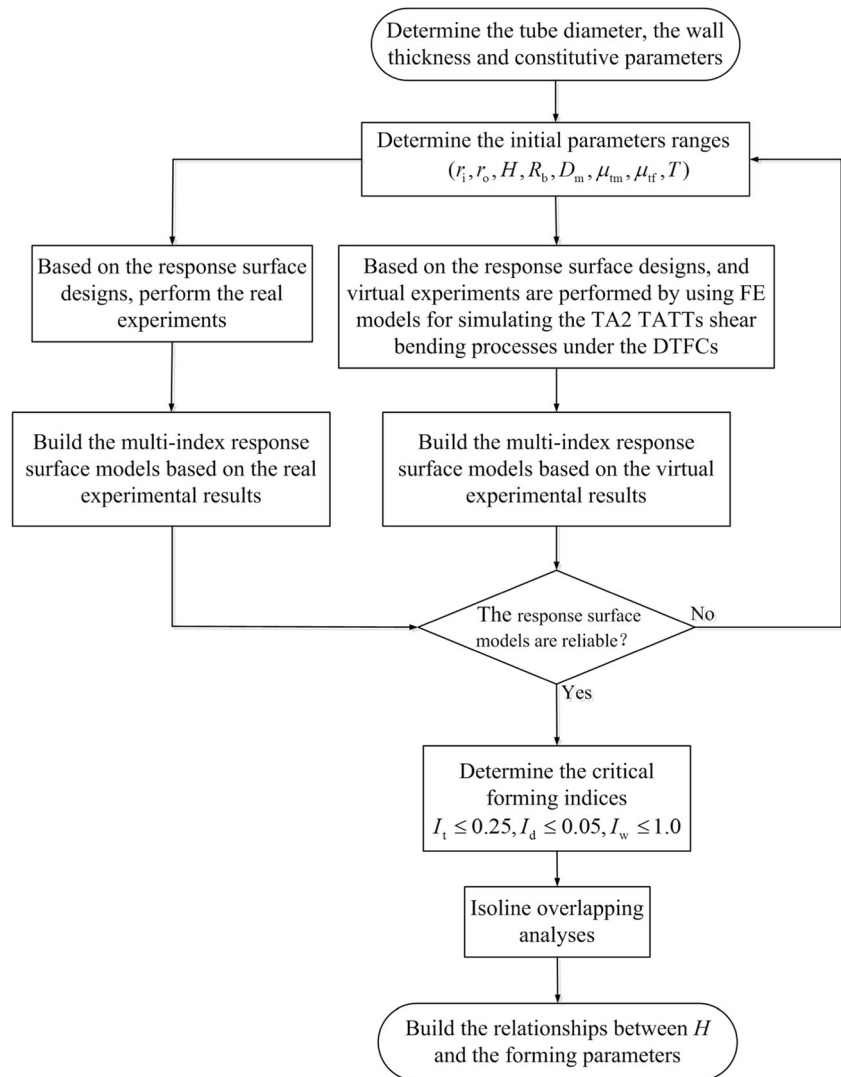 Determine the tube diameter, the wall
thickness and constitutive parameters
Determine the initial parameters ranges
(r_i, r_o, H, R_b, D_m, μ_tm, μ_tf, T)
Based on the response surface
designs, perform the real
experiments
Based on the response surface designs, and
virtual experiments are performed by using FE
models for simulating the TA2 TATTs shear
bending processes under the DTFCs
Build the multi-index response
surface models based on the real
experimental results
Build the multi-index response
surface models based on the virtual
experimental results
The response surface
models are reliable?
No
Yes
Determine the critical
forming indices
I_t ≤ 0.25, I_d ≤ 0.05, I_w ≤ 1.0
Isoline overlapping
analyses
Build the relationships between H
and the forming parameters